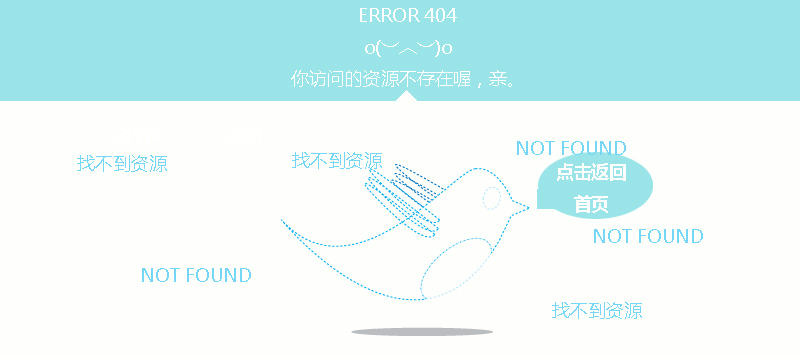 ERROR 404
o(︶︿︶)o
你访问的资源不存在喔，亲。
NOT FOUND
找不到资源
找不到资源
点击返回
首页
NOT FOUND
NOT FOUND
找不到资源